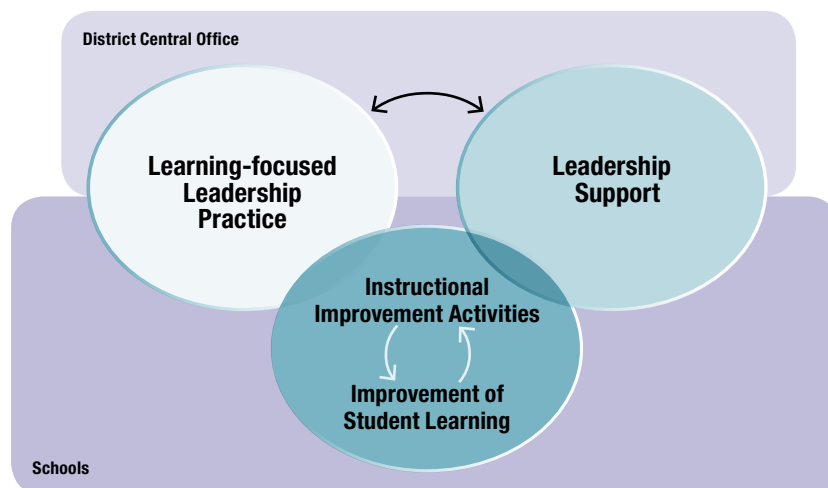 District Central Office
Learning-focused
Leadership
Practice
Leadership
Support
Instructional
Improvement Activities
Improvement of
Student Learning
Schools